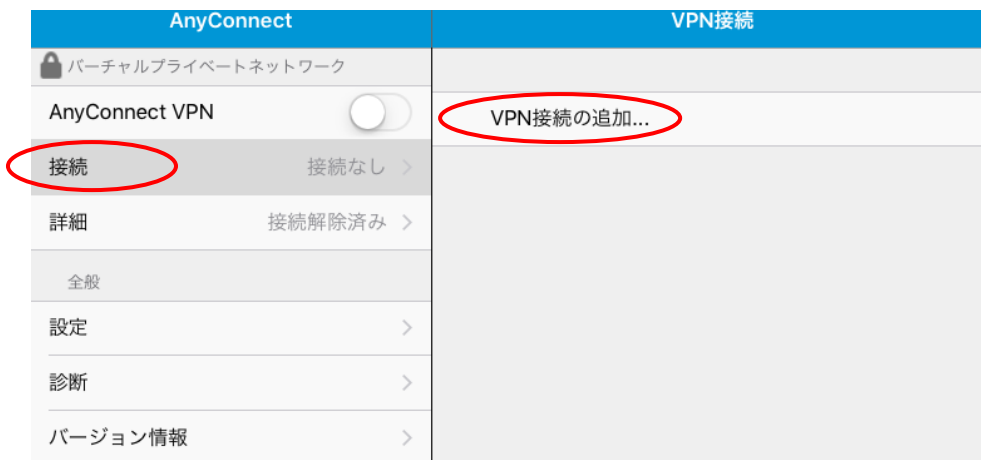 AnyConnect
バーチャルプライベートネットワーク
AnyConnect VPN
接続 接続なし
詳細 接続解除済み
全般
設定
診断
バージョン情報
VPN接続
VPN接続の追加...